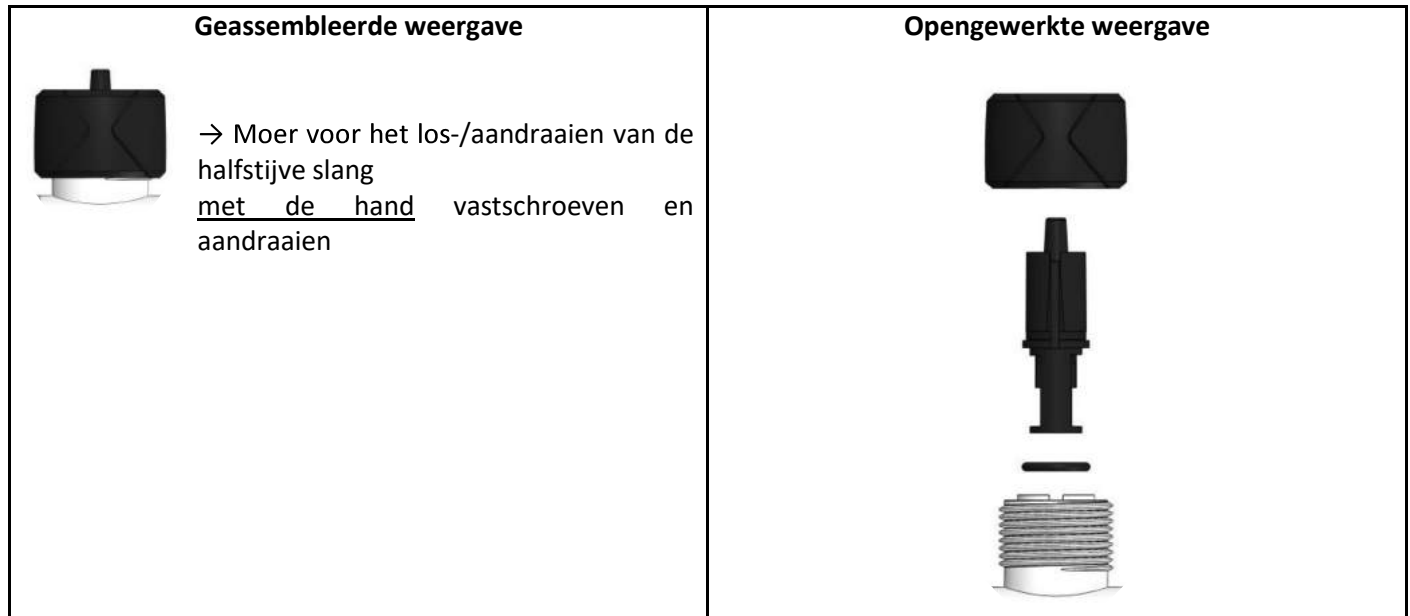 Geassembleerde weergave
Opengewerkte weergave
→ Moer voor het los-/aandraaien van de
halfstijve slang
met de hand vastschroeven en
aandraaien